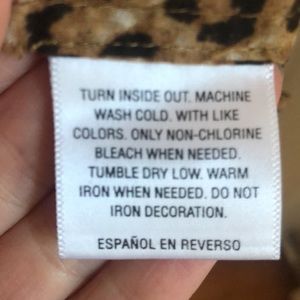 TURN INSIDE OUT. MACHINE
WASH COLD. WITH LIKE
COLORS. ONLY NON-CHLORINE
BLEACH WHEN NEEDED.
TUMBLE DRY LOW. WARM
IRON WHEN NEEDED. DO NOT
IRON DECORATION.
ESPAÑOL EN REVERSO